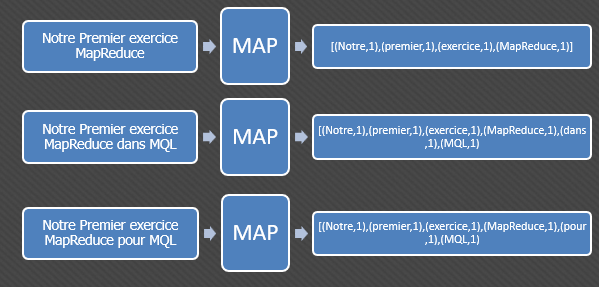 Notre Premier exercice
MapReduce
MAP
[(Notre,1),(premier,1),(exercice,1),(MapReduce,1)]
Notre Premier exercice
MapReduce dans MQL
MAP
[(Notre,1),(premier,1),(exercice,1),(MapReduce,1),(dans
,1),(MQL,1)
Notre Premier exercice
MapReduce pour MQL
MAP
[(Notre,1),(premier,1),(exercice,1),(MapReduce,1),(pour
,1),(MQL,1)